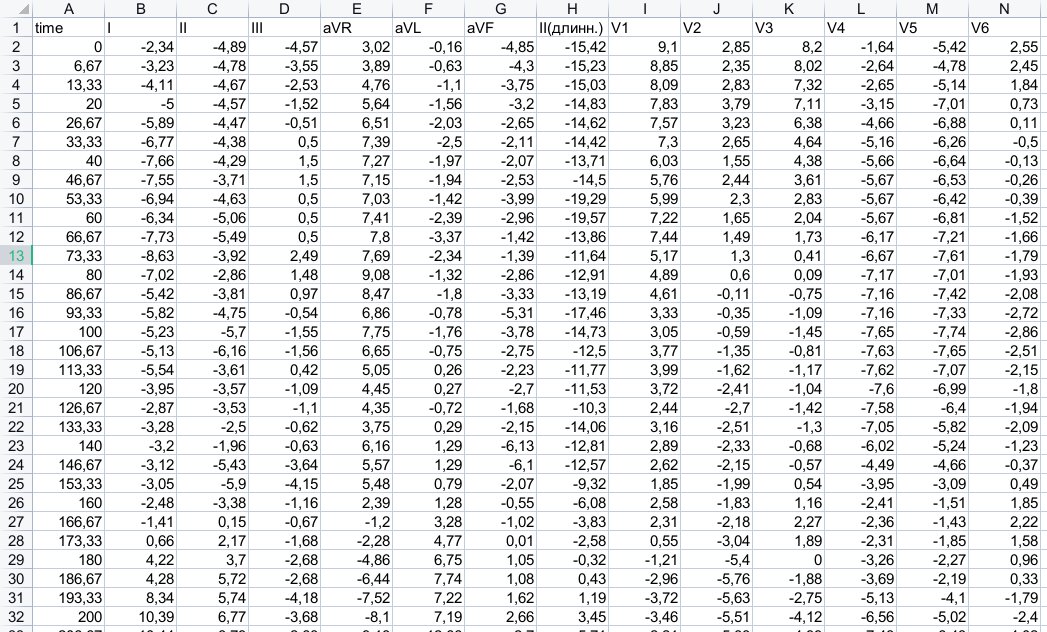 A B C D E F G H I J K L M N
1 time I II III aVR aVL aVF II(длинн.) V1 V2 V3 V4 V5 V6
2 0 -2,34 -4,89 -4,57 3,02 -0,16 -4,85 -15,42 9,1 2,85 8,2 -1,64 -5,42 2,55
3 6,67 -3,23 -4,78 -3,55 3,89 -0,63 -4,3 -15,23 8,85 2,35 8,02 -2,64 -4,78 2,45
4 13,33 -4,11 -4,67 -2,53 4,76 -1,1 -3,75 -15,03 8,09 2,83 7,32 -2,65 -5,14 1,84
5 20 -5 -4,57 -1,52 5,64 -1,56 -3,2 -14,83 7,83 3,79 7,11 -3,15 -7,01 0,73
6 26,67 -5,89 -4,47 -0,51 6,51 -2,03 -2,65 -14,62 7,57 3,23 6,38 -4,66 -6,88 0,11
7 33,33 -6,77 -4,38 0,5 7,39 -2,5 -2,11 -14,42 7,3 2,65 4,64 -5,16 -6,26 -0,5
8 40 -7,66 -4,29 1,5 7,27 -1,97 -2,07 -13,71 6,03 1,55 4,38 -5,66 -6,64 -0,13
9 46,67 -7,55 -3,71 1,5 7,15 -1,94 -2,53 -14,5 5,76 2,44 3,61 -5,67 -6,53 -0,26
10 53,33 -6,94 -4,63 0,5 7,03 -1,42 -3,99 -19,29 5,99 2,3 2,83 -5,67 -6,42 -0,39
11 60 -6,34 -5,06 0,5 7,41 -2,39 -2,96 -19,57 7,22 1,65 2,04 -5,67 -6,81 -1,52
12 66,67 -7,73 -5,49 0,5 7,8 -3,37 -1,42 -13,86 7,44 1,49 1,73 -6,17 -7,21 -1,66
13 73,33 -8,63 -3,92 2,49 7,69 -2,34 -1,39 -11,64 5,17 1,3 0,41 -6,67 -7,61 -1,79
14 80 -7,02 -2,86 1,48 9,08 -1,32 -2,86 -12,91 4,89 0,6 0,09 -7,17 -7,01 -1,93
15 86,67 -5,42 -3,81 0,97 8,47 -1,8 -3,33 -13,19 4,61 -0,11 -0,75 -7,16 -7,42 -2,08
16 93,33 -5,82 -4,75 -0,54 6,86 -0,78 -5,31 -17,46 3,33 -0,35 -1,09 -7,16 -7,33 -2,72
17 100 -5,23 -5,7 -1,55 7,75 -1,76 -3,78 -14,73 3,05 -0,59 -1,45 -7,65 -7,74 -2,86
18 106,67 -5,13 -6,16 -1,56 6,65 -0,75 -2,75 -12,5 3,77 -1,35 -0,81 -7,63 -7,65 -2,51
19 113,33 -5,54 -3,61 0,42 5,05 0,26 -2,23 -11,77 3,99 -1,62 -1,17 -7,62 -7,07 -2,15
20 120 -3,95 -3,57 -1,09 4,45 0,27 -2,7 -11,53 3,72 -2,41 -1,04 -7,6 -6,99 -1,8
21 126,67 -2,87 -3,53 -1,1 4,35 -0,72 -1,68 -10,3 2,44 -2,7 -1,42 -7,58 -6,4 -1,94
22 133,33 -3,28 -2,5 -0,62 3,75 0,29 -2,15 -14,06 3,16 -2,51 -1,3 -7,05 -5,82 -2,09
23 140 -3,2 -1,96 -0,63 6,16 1,29 -6,13 -12,81 2,89 -2,33 -0,68 -6,02 -5,24 -1,23
24 146,67 -3,12 -5,43 -3,64 5,57 1,29 -6,1 -12,57 2,62 -2,15 -0,57 -4,49 -4,66 -0,37
25 153,33 -3,05 -5,9 -4,15 5,48 0,79 -2,07 -9,32 1,85 -1,99 0,54 -3,95 -3,09 0,49
26 160 -2,48 -3,38 -1,16 2,39 1,28 -0,55 -6,08 2,58 -1,83 1,16 -2,41 -1,51 1,85
27 166,67 -1,41 0,15 -0,67 -1,2 3,28 -1,02 -3,83 2,31 -2,18 2,27 -2,36 -1,43 2,22
28 173,33 0,66 2,17 -1,68 -2,28 4,77 0,01 -2,58 0,55 -3,04 1,89 -2,31 -1,85 1,58
29 180 4,22 3,7 -2,68 -4,86 6,75 1,05 -0,32 -1,21 -5,4 0 -3,26 -2,27 0,96
30 186,67 4,28 5,72 -2,68 -6,44 7,74 1,08 0,43 -2,96 -5,76 -1,88 -3,69 -2,19 0,33
31 193,33 8,34 5,74 -4,18 -7,52 7,22 1,62 1,19 -3,72 -5,63 -2,75 -5,13 -4,1 -1,79
32 200 10,39 6,77 -3,68 -8,1 7,19 2,66 3,45 -3,46 -5,51 -4,12 -6,56 -5,02 -2,4